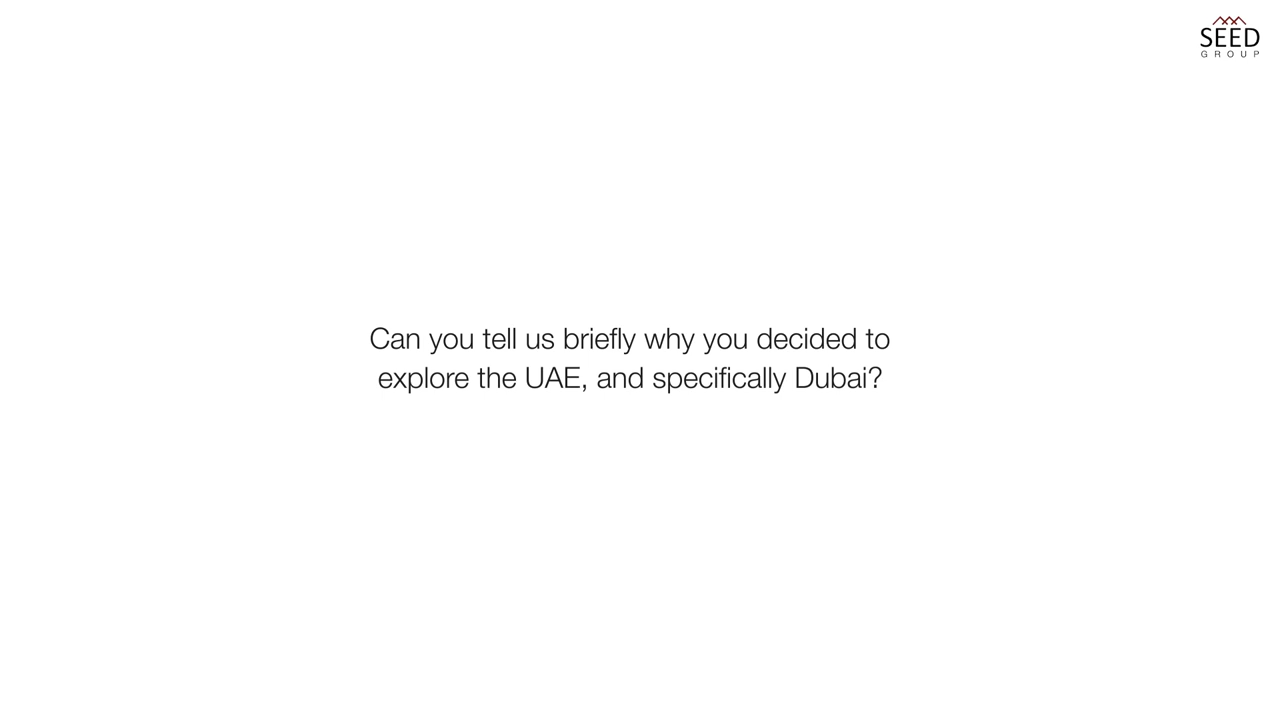 SEED
GROUP
Can you tell us briefly why you decided to
explore the UAE, and specifically Dubai?